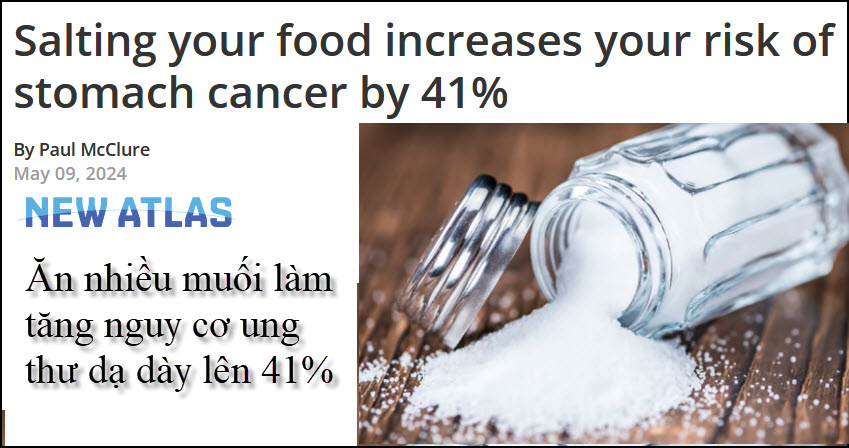 Salting your food increases your risk of
stomach cancer by 41%
By Paul McClure
May 09, 2024
NEW ATLAS
Ăn nhiều muối làm
tăng nguy cơ ung
thư dạ dày lên 41%